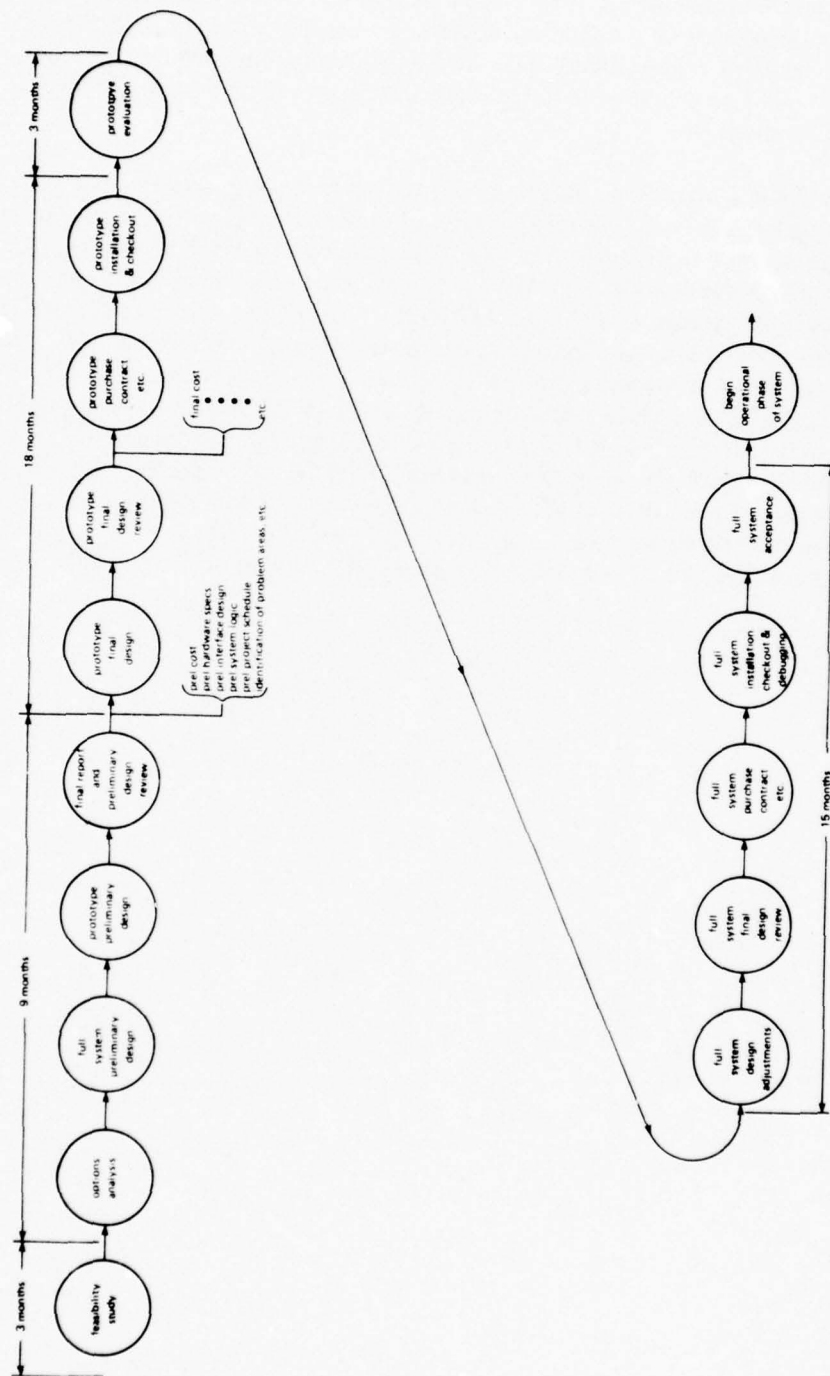 3 months
9 months
18 months
3 months
feasibility
study
options
analysis
full
system
preliminary
design
prototype
preliminary
design
final report
and
preliminary
design
review
prel cost
prel hardware specs
prel interface design
prel system logic
prel project schedule
identification of problem areas, etc.
prototype
final
design
prototype
final
design
review
final cost
etc.
prototype
purchase
contract
etc.
prototype
installation
& checkout
prototpye
evaluation
full
system
design
adjustments
full
system
final
design
review
full
system
purchase
contract
etc.
full
system
installation
checkout &
debugging
full
system
acceptance
begin
operational
phase
of system
15 months